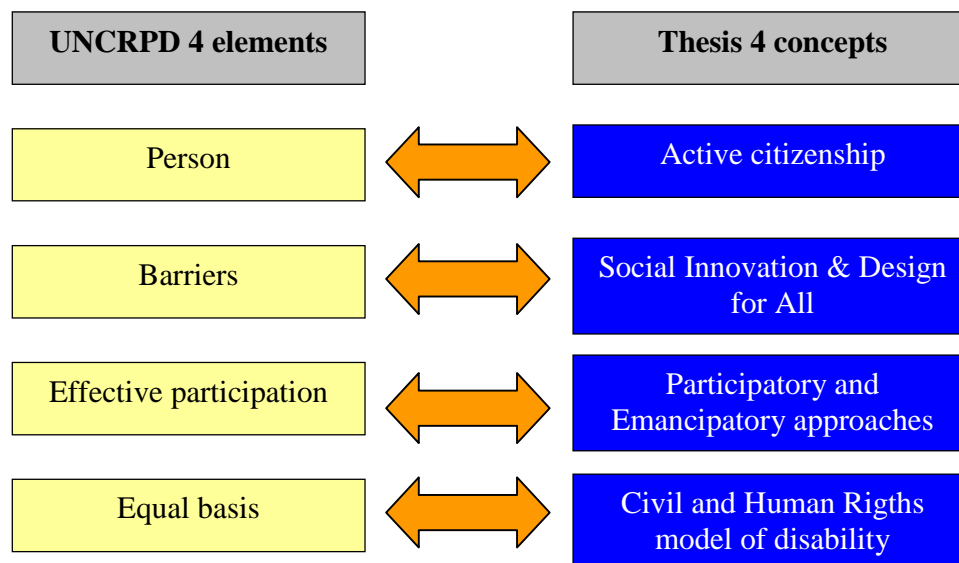 UNCRPD 4 elements
Thesis 4 concepts
Person
Active citizenship
Barriers
Social Innovation & Design
for All
Effective participation
Participatory and
Emancipatory approaches
Equal basis
Civil and Human Rigths
model of disability